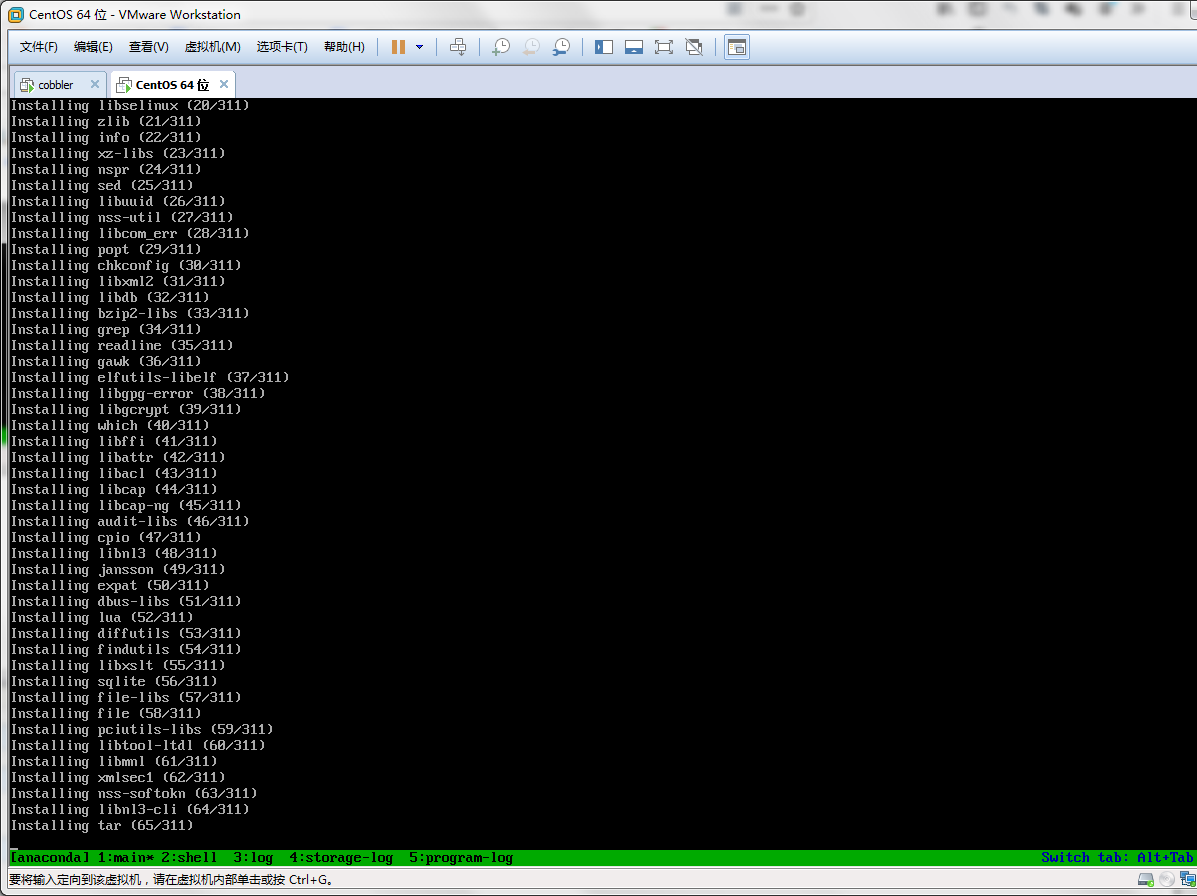 CentOS 64 位 - VMware Workstation
文件(F) 编辑(E) 查看(V) 虚拟机(M) 选项卡(T) 帮助(H)
cobbler CentOS 64 位
Installing libselinux (20/311)
Installing zlib (21/311)
Installing info (22/311)
Installing xz-libs (23/311)
Installing nspr (24/311)
Installing sed (25/311)
Installing libuuid (26/311)
Installing nss-util (27/311)
Installing libcom_err (28/311)
Installing popt (29/311)
Installing chkconfig (30/311)
Installing libxml2 (31/311)
Installing libdb (32/311)
Installing bzip2-libs (33/311)
Installing grep (34/311)
Installing readline (35/311)
Installing gawk (36/311)
Installing elfutils-libelf (37/311)
Installing libgpg-error (38/311)
Installing libgcrypt (39/311)
Installing which (40/311)
Installing libffi (41/311)
Installing libattr (42/311)
Installing libacl (43/311)
Installing libcap (44/311)
Installing libcap-ng (45/311)
Installing audit-libs (46/311)
Installing cpio (47/311)
Installing libnl3 (48/311)
Installing jansson (49/311)
Installing expat (50/311)
Installing dbus-libs (51/311)
Installing lua (52/311)
Installing diffutils (53/311)
Installing findutils (54/311)
Installing libxslt (55/311)
Installing sqlite (56/311)
Installing file-libs (57/311)
Installing file (58/311)
Installing pciutils-libs (59/311)
Installing libtool-ltdl (60/311)
Installing libmnl (61/311)
Installing xmlsec1 (62/311)
Installing nss-softokn (63/311)
Installing libnl3-cli (64/311)
Installing tar (65/311)
[anaconda] 1:main* 2:shell 3:log 4:storage-log 5:program-log Switch tab: Alt+Tab
要将输入定向到该虚拟机，请在虚拟机内部单击或按 Ctrl+G。